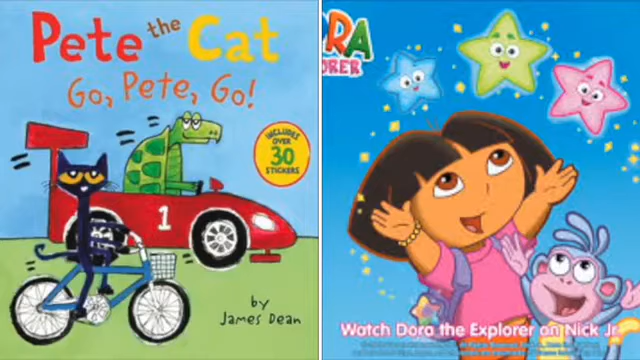 Pete the Cat
Go, Pete, Go!
INCLUDES
OVER
30
STICKERS
1
by
James Dean
RA
ORER
Watch Dora the Explorer on Nick Jr